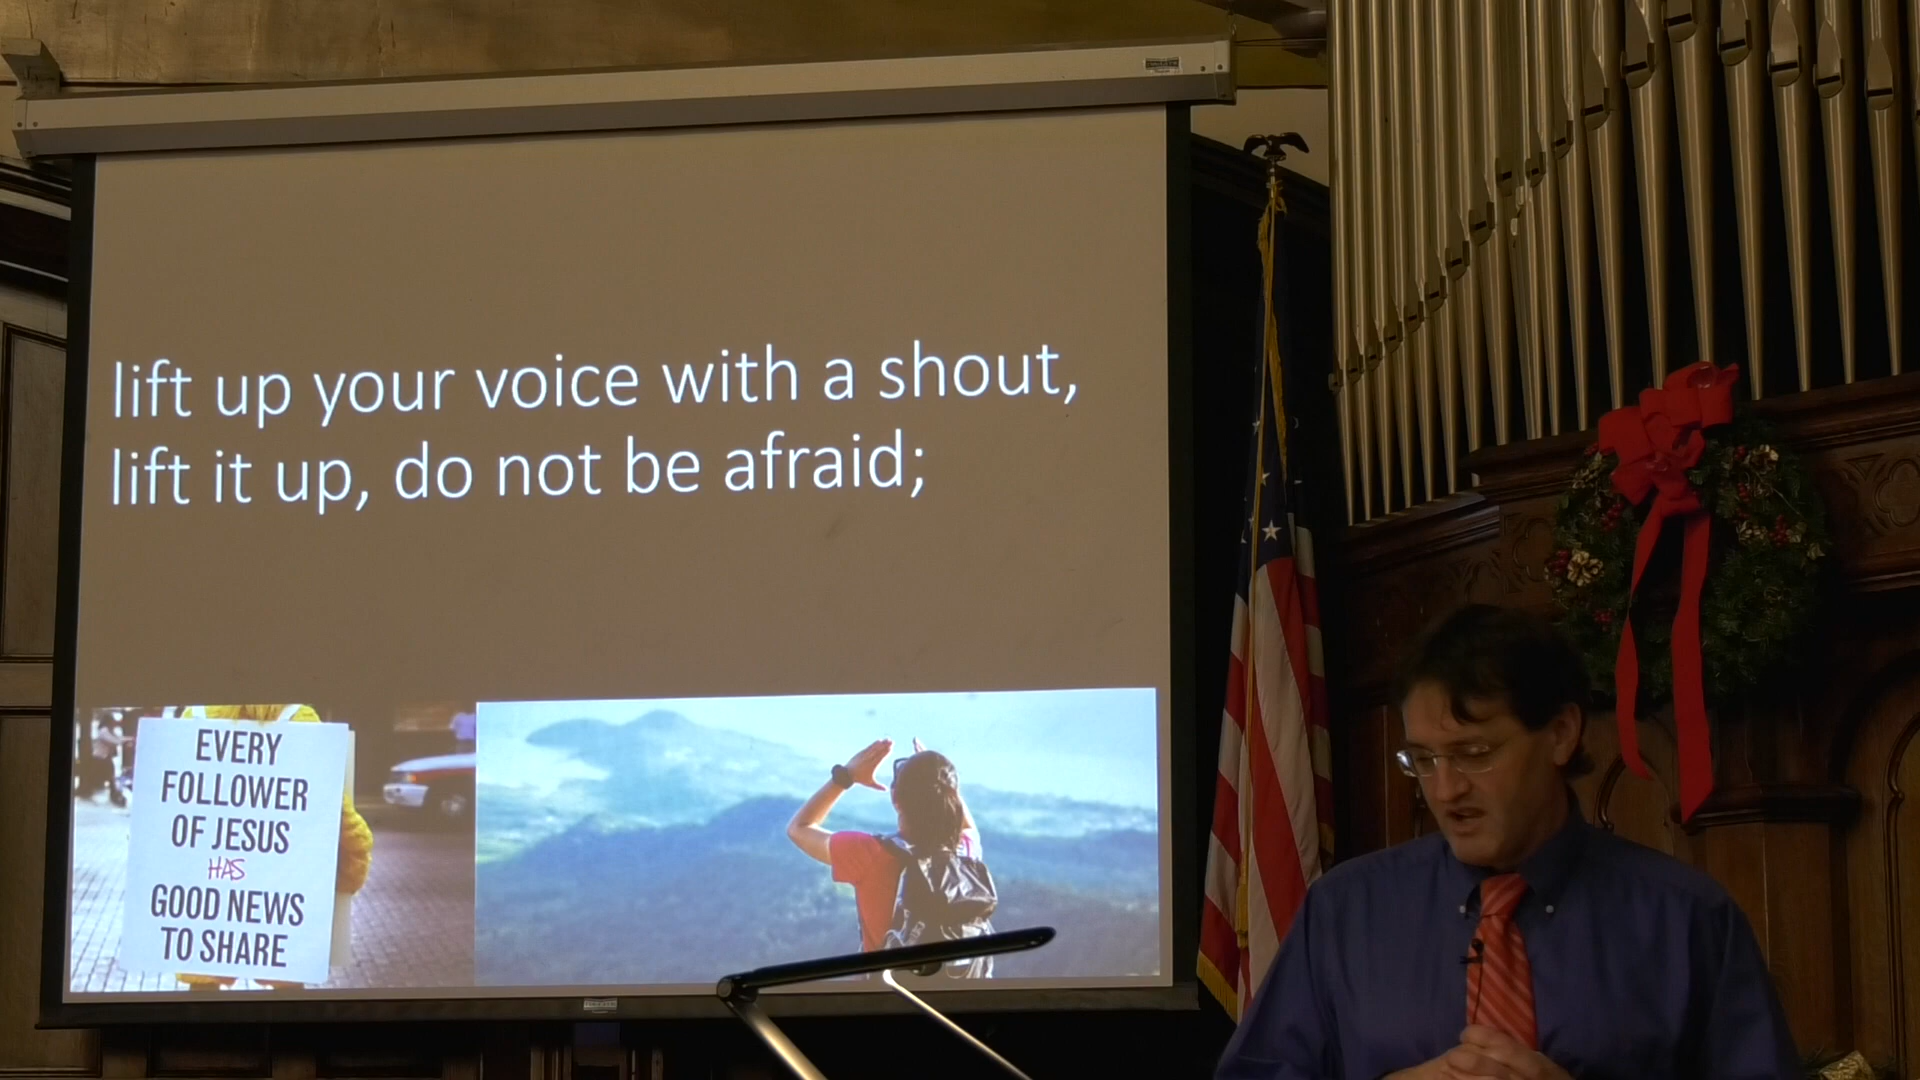 lift up your voice with a shout,
lift it up, do not be afraid;
EVERY
FOLLOWER
OF JESUS
HAS
GOOD NEWS
TO SHARE